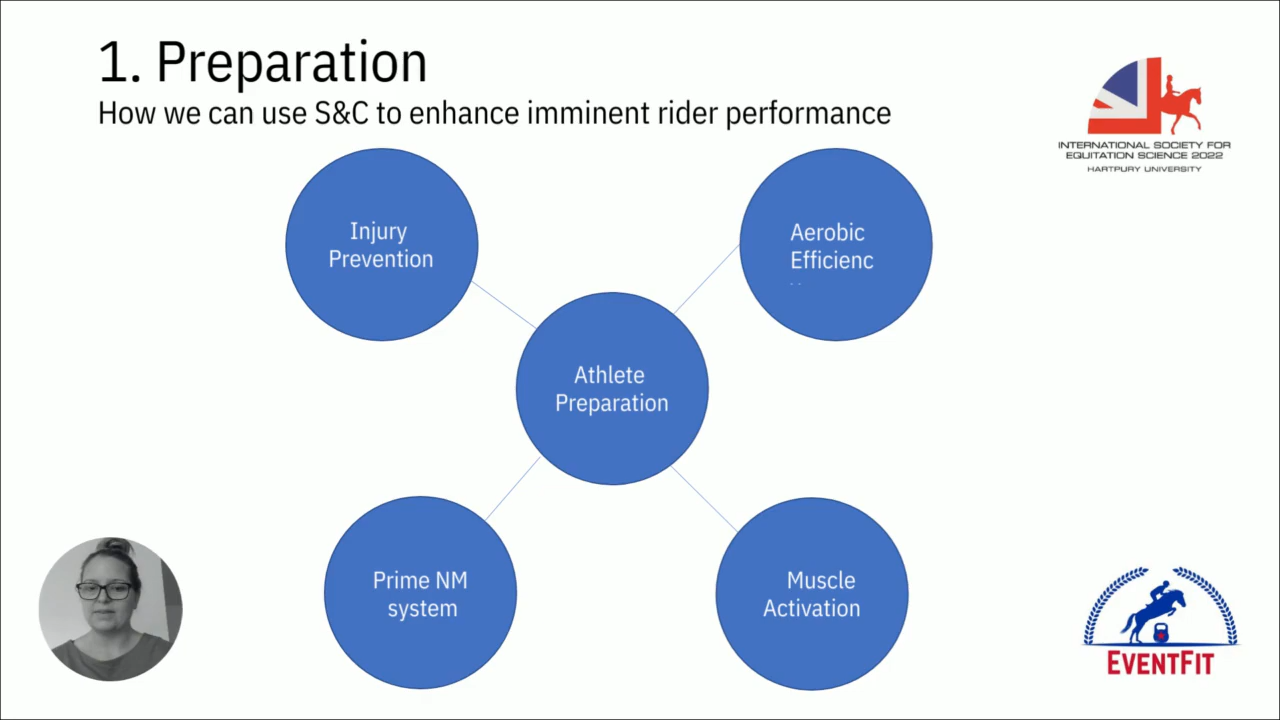 1. Preparation
How we can use S&C to enhance imminent rider performance
INTERNATIONAL SOCIETY FOR
EQUITATION SCIENCE 2022
HARTPURY UNIVERSITY
Injury
Prevention
Aerobic
Efficienc
Athlete
Preparation
Prime NM
system
Muscle
Activation
EVENTFIT